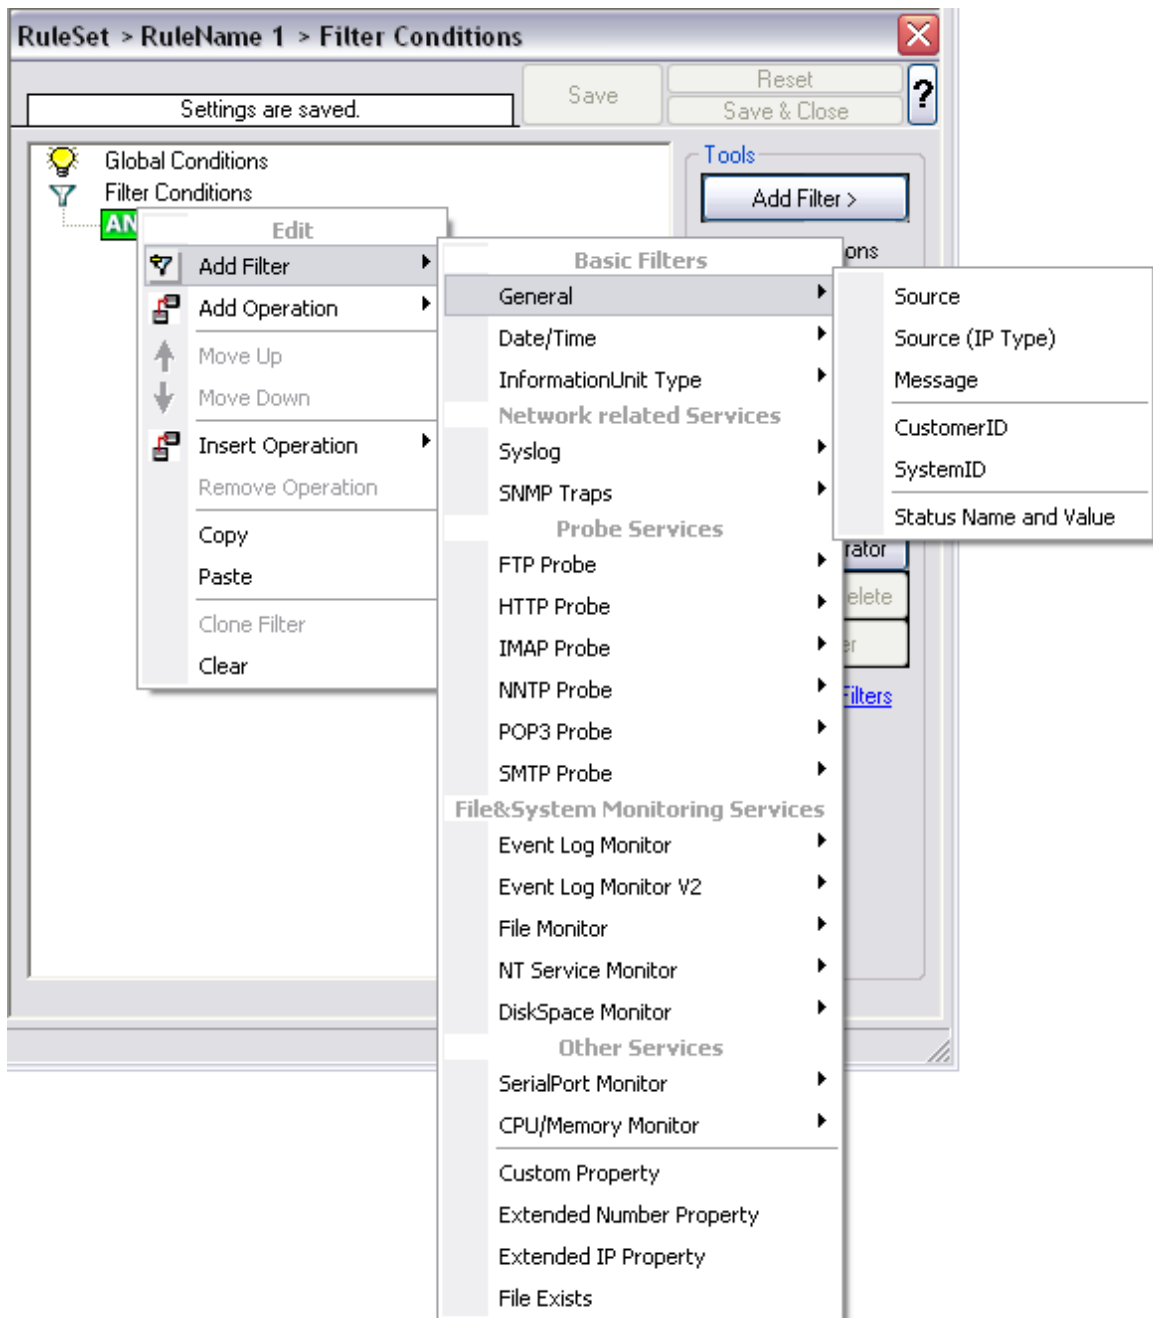 RuleSet > RuleName 1 > Filter Conditions
Settings are saved.
Save
Reset
Save & Close
?
Global Conditions
Filter Conditions
Tools
Add Filter >
Edit
Add Filter
Add Operation
Move Up
Move Down
Insert Operation
Remove Operation
Copy
Paste
Clone Filter
Clear
Basic Filters
General
Date/Time
InformationUnit Type
Network related Services
Syslog
SNMP Traps
Probe Services
FTP Probe
HTTP Probe
IMAP Probe
NNTP Probe
POP3 Probe
SMTP Probe
File&System Monitoring Services
Event Log Monitor
Event Log Monitor V2
File Monitor
NT Service Monitor
DiskSpace Monitor
Other Services
SerialPort Monitor
CPU/Memory Monitor
Custom Property
Extended Number Property
Extended IP Property
File Exists
Source
Source (IP Type)
Message
CustomerID
SystemID
Status Name and Value
Filters